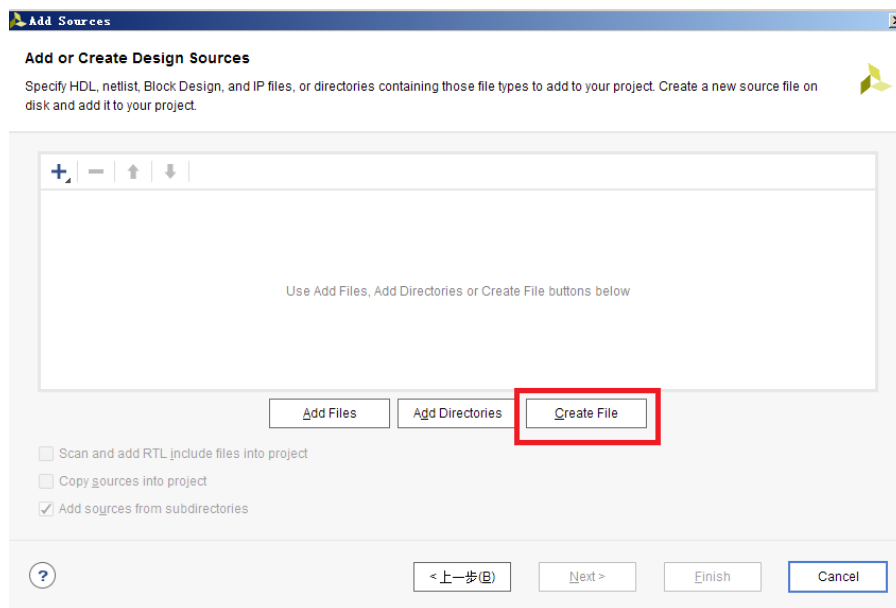 Add Sources
Add or Create Design Sources
Specify HDL, netlist, Block Design, and IP files, or directories containing those file types to add to your project. Create a new source file on
disk and add it to your project.
Use Add Files, Add Directories or Create File buttons below
Add Files
Add Directories
Create File
Scan and add RTL include files into project
Copy sources into project
Add sources from subdirectories
?
<上一步(B)
Next >
Finish
Cancel